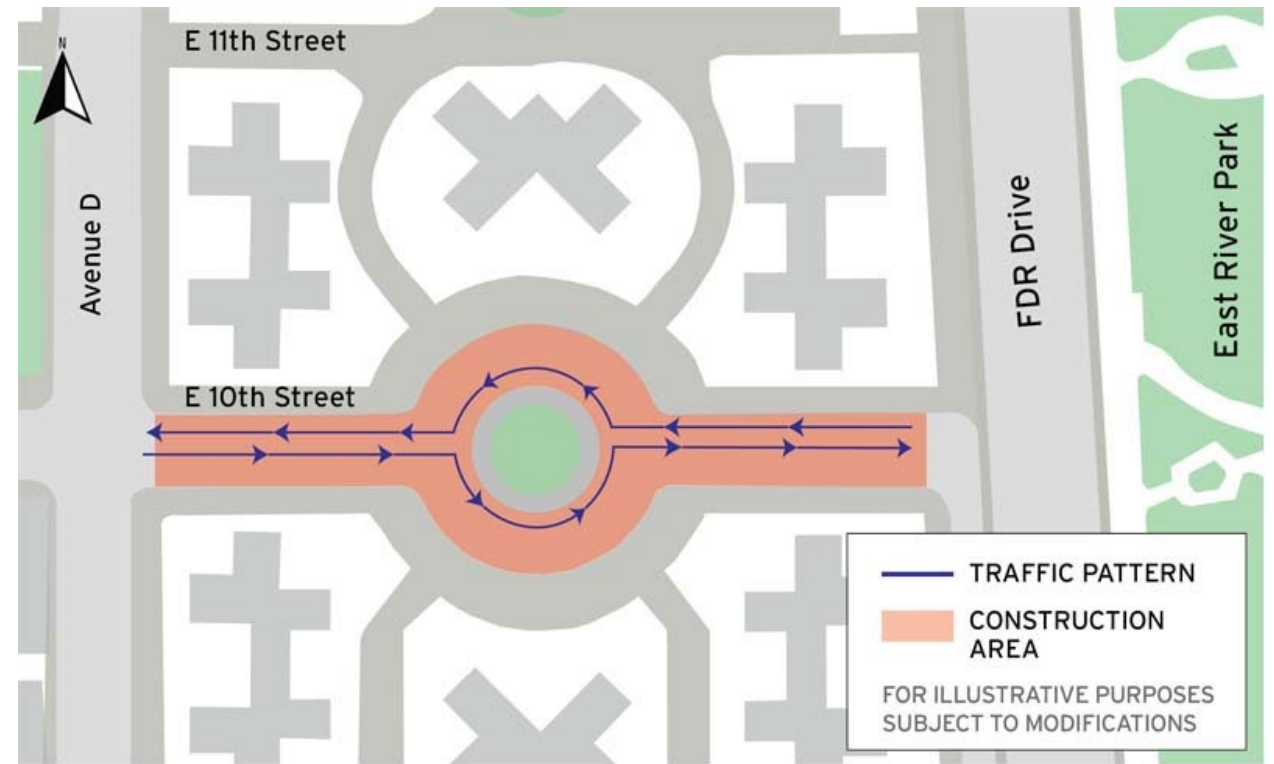 E 11th Street
N
Avenue D
FDR Drive
East River Park
E 10th Street
TRAFFIC PATTERN
CONSTRUCTION
AREA
FOR ILLUSTRATIVE PURPOSES
SUBJECT TO MODIFICATIONS